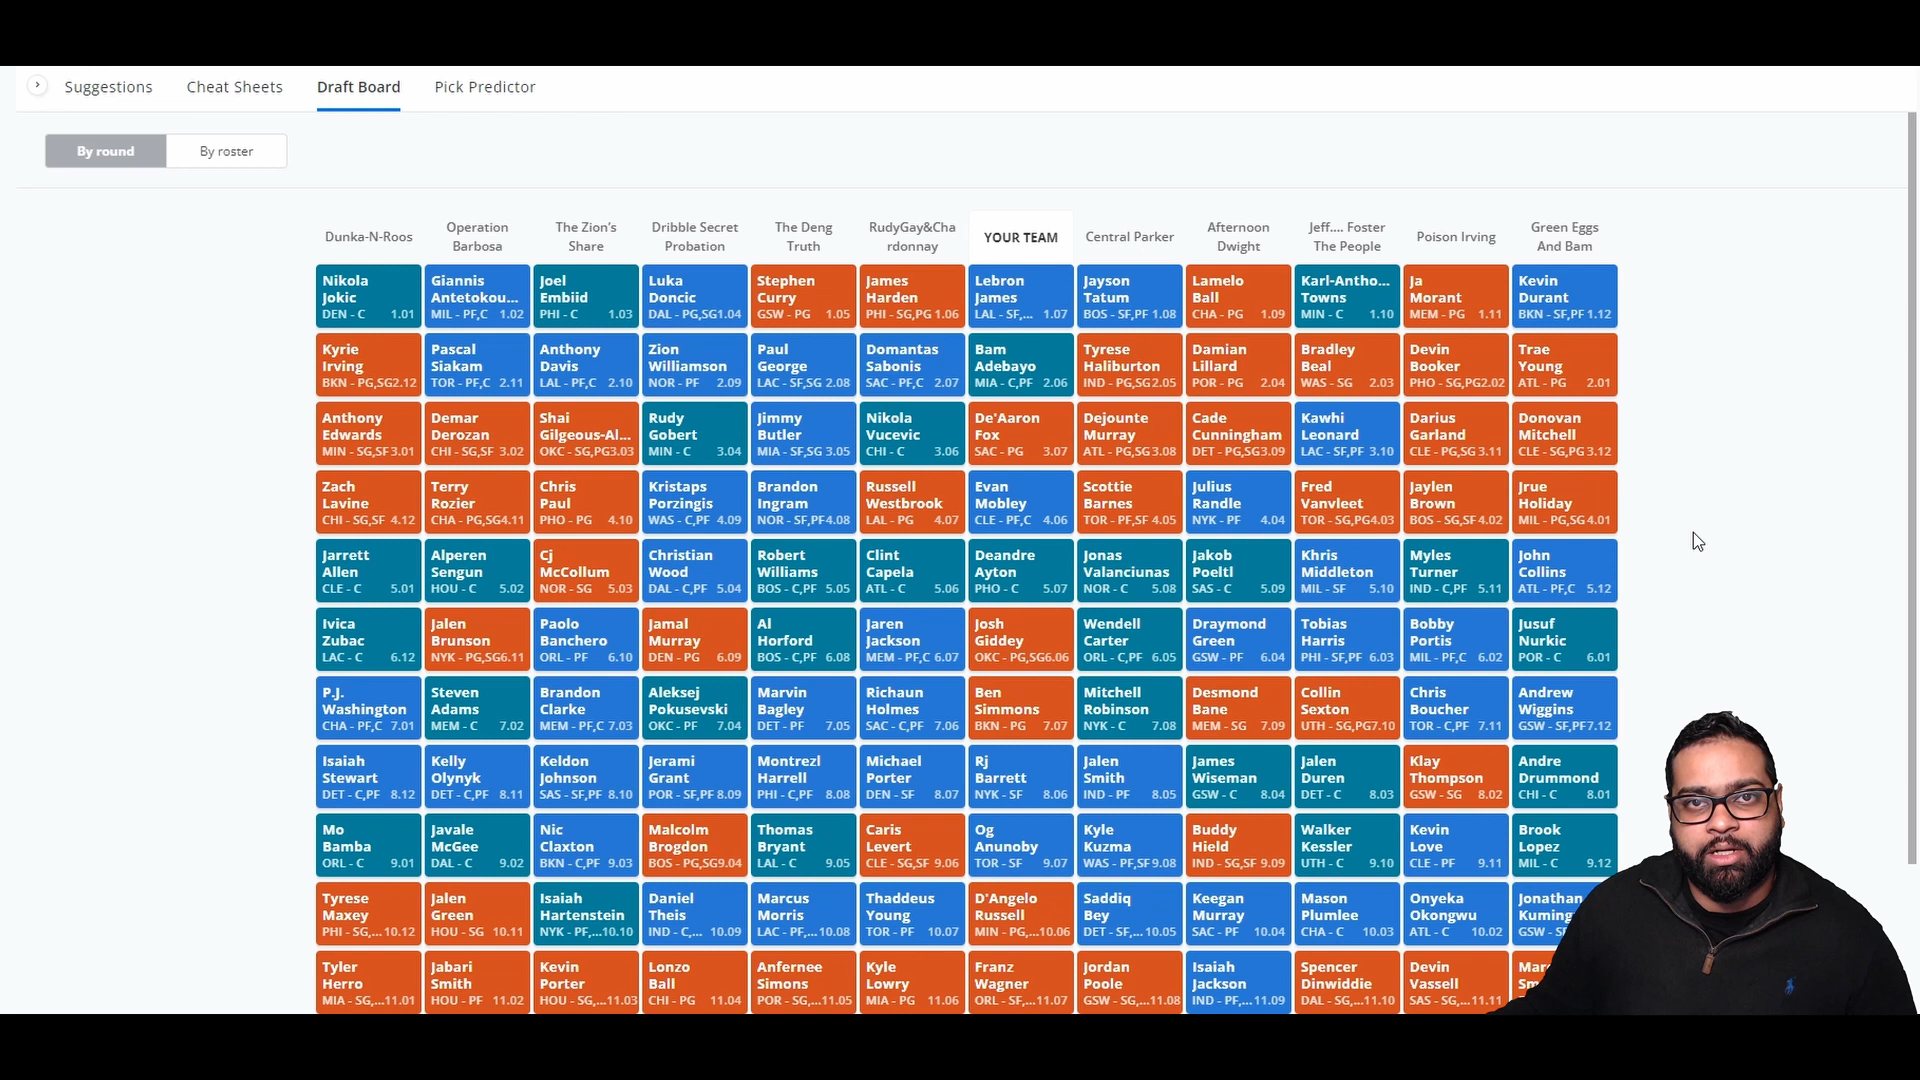 Suggestions Cheat Sheets Draft Board Pick Predictor
By round By roster
Dunka-N-Roos Operation Barbosa The Zion's Share Dribble Secret Probation The Deng Truth RudyGay&Cha rdonnay YOUR TEAM Central Parker Afternoon Dwight Jeff.... Foster The People Poison Irving Green Eggs And Bam
Nikola Giannis Joel Luka Stephen James Lebron Jayson Lamelo Karl-Antho... Ja Kevin
Jokic Antetokou... Embiid Doncic Curry Harden James Tatum Ball Towns Morant Durant
DEN - C 1.01 MIL - PF,C 1.02 PHI - C 1.03 DAL - PG,SG1.04 GSW - PG 1.05 PHI - SG,PG 1.06 LAL - SF,... 1.07 BOS - SF,PF 1.08 CHA - PG 1.09 MIN - C 1.10 MEM - PG 1.11 BKN - SF,PF 1.12
Kyrie Pascal Anthony Zion Paul Domantas Bam Tyrese Damian Bradley Devin Trae
Irving Siakam Davis Williamson George Sabonis Adebayo Haliburton Lillard Beal Booker Young
BKN - PG,SG2.12 TOR - PF,C 2.11 LAL - PF,C 2.10 NOR - PF 2.09 LAC - SF,SG 2.08 SAC - PF,C 2.07 MIA - C,PF 2.06 IND - PG,SG2.05 POR - PG 2.04 WAS - SG 2.03 PHO - SG,PG2.02 ATL - PG 2.01
Anthony Demar Shai Rudy Jimmy Nikola De'Aaron Dejounte Cade Kawhi Darius Donovan
Edwards Derozan Gilgeous-Al... Gobert Butler Vucevic Fox Murray Cunningham Leonard Garland Mitchell
MIN - SG,SF 3.01 CHI - SG,SF 3.02 OKC - SG,PG3.03 MIN - C 3.04 MIA - SF,SG 3.05 CHI - C 3.06 SAC - PG 3.07 ATL - PG,SG3.08 DET - PG,SG3.09 LAC - SF,PF 3.10 CLE - PG,SG 3.11 CLE - SG,PG 3.12
Zach Terry Chris Kristaps Brandon Russell Evan Scottie Julius Fred Jaylen Jrue
Lavine Rozier Paul Porzingis Ingram Westbrook Mobley Barnes Randle Vanvleet Brown Holiday
CHI - SG,SF 4.12 CHA - PG,SG4.11 PHO - PG 4.10 WAS - C,PF 4.09 NOR - SF,PF4.08 LAL - PG 4.07 CLE - PF,C 4.06 TOR - PF,SF 4.05 NYK - PF 4.04 TOR - SG,PG4.03 BOS - SG,SF 4.02 MIL - PG,SG 4.01
Jarrett Alperen Cj Christian Robert Clint Deandre Jonas Jakob Khris Myles John
Allen Sengun McCollum Wood Williams Capela Ayton Valanciunas Poeltl Middleton Turner Collins
CLE - C 5.01 HOU - C 5.02 NOR - SG 5.03 DAL - C,PF 5.04 BOS - C,PF 5.05 ATL - C 5.06 PHO - C 5.07 NOR - C 5.08 SAS - C 5.09 MIL - SF 5.10 IND - C,PF 5.11 ATL - PF,C 5.12
Ivica Jalen Paolo Jamal Al Jaren Josh Wendell Draymond Tobias Bobby Jusuf
Zubac Brunson Banchero Murray Horford Jackson Giddey Carter Green Harris Portis Nurkic
LAC - C 6.12 NYK - PG,SG6.11 ORL - PF 6.10 DEN - PG 6.09 BOS - C,PF 6.08 MEM - PF,C 6.07 OKC - PG,SG6.06 ORL - C,PF 6.05 GSW - PF 6.04 PHI - SF,PF 6.03 MIL - PF,C 6.02 POR - C 6.01
P.J. Steven Brandon Aleksej Marvin Richaun Ben Mitchell Desmond Collin Chris Andrew
Washington Adams Clarke Pokusevski Bagley Holmes Simmons Robinson Bane Sexton Boucher Wiggins
CHA - PF,C 7.01 MEM - C 7.02 MEM - PF,C 7.03 OKC - PF 7.04 DET - PF 7.05 SAC - C,PF 7.06 BKN - PG 7.07 NYK - C 7.08 MEM - SG 7.09 UTH - SG,PG7.10 TOR - C,PF 7.11 GSW - SF,PF7.12
Isaiah Kelly Keldon Jerami Montrezl Michael Rj Jalen James Jalen Klay Andre
Stewart Olynyk Johnson Grant Harrell Porter Barrett Smith Wiseman Duren Thompson Drummond
DET - C,PF 8.12 DET - C,PF 8.11 SAS - SF,PF 8.10 POR - SF,PF 8.09 PHI - C,PF 8.08 DEN - SF 8.07 NYK - SF 8.06 IND - PF 8.05 GSW - C 8.04 DET - C 8.03 GSW - SG 8.02 CHI - C 8.01
Mo Javale Nic Malcolm Thomas Caris Og Kyle Buddy Walker Kevin Brook
Bamba McGee Claxton Brogdon Bryant Levert Anunoby Kuzma Hield Kessler Love Lopez
ORL - C 9.01 DAL - C 9.02 BKN - C,PF 9.03 BOS - PG,SG9.04 LAL - C 9.05 CLE - SG,SF 9.06 TOR - SF 9.07 WAS - PF,SF9.08 IND - SG,SF 9.09 UTH - C 9.10 CLE - PF 9.11 MIL - C 9.12
Tyrese Jalen Isaiah Daniel Marcus Thaddeus D'Angelo Saddiq Keegan Mason Onyeka Jonathan
Maxey Green Hartenstein Theis Morris Young Russell Bey Murray Plumlee Okongwu Kuming
PHI - SG,... 10.12 HOU - SG 10.11 NYK - PF,...10.10 IND - C,... 10.09 LAC - PF,...10.08 TOR - PF 10.07 MIN - PG,...10.06 DET - SF,... 10.05 SAC - PF 10.04 CHA - C 10.03 ATL - C 10.02 GSW - SF
Tyler Jabari Kevin Lonzo Anfernee Kyle Franz Jordan Isaiah Spencer Devin Marc
Herro Smith Porter Ball Simons Lowry Wagner Poole Jackson Dinwiddie Vassell Sm
MIA - SG,...11.01 HOU - PF 11.02 HOU - SG,...11.03 CHI - PG 11.04 POR - SG,...11.05 MIA - PG 11.06 ORL - SF,...11.07 GSW - SG,...11.08 IND - PF,...11.09 DAL - SG,...11.10 SAS - SG,...11.11